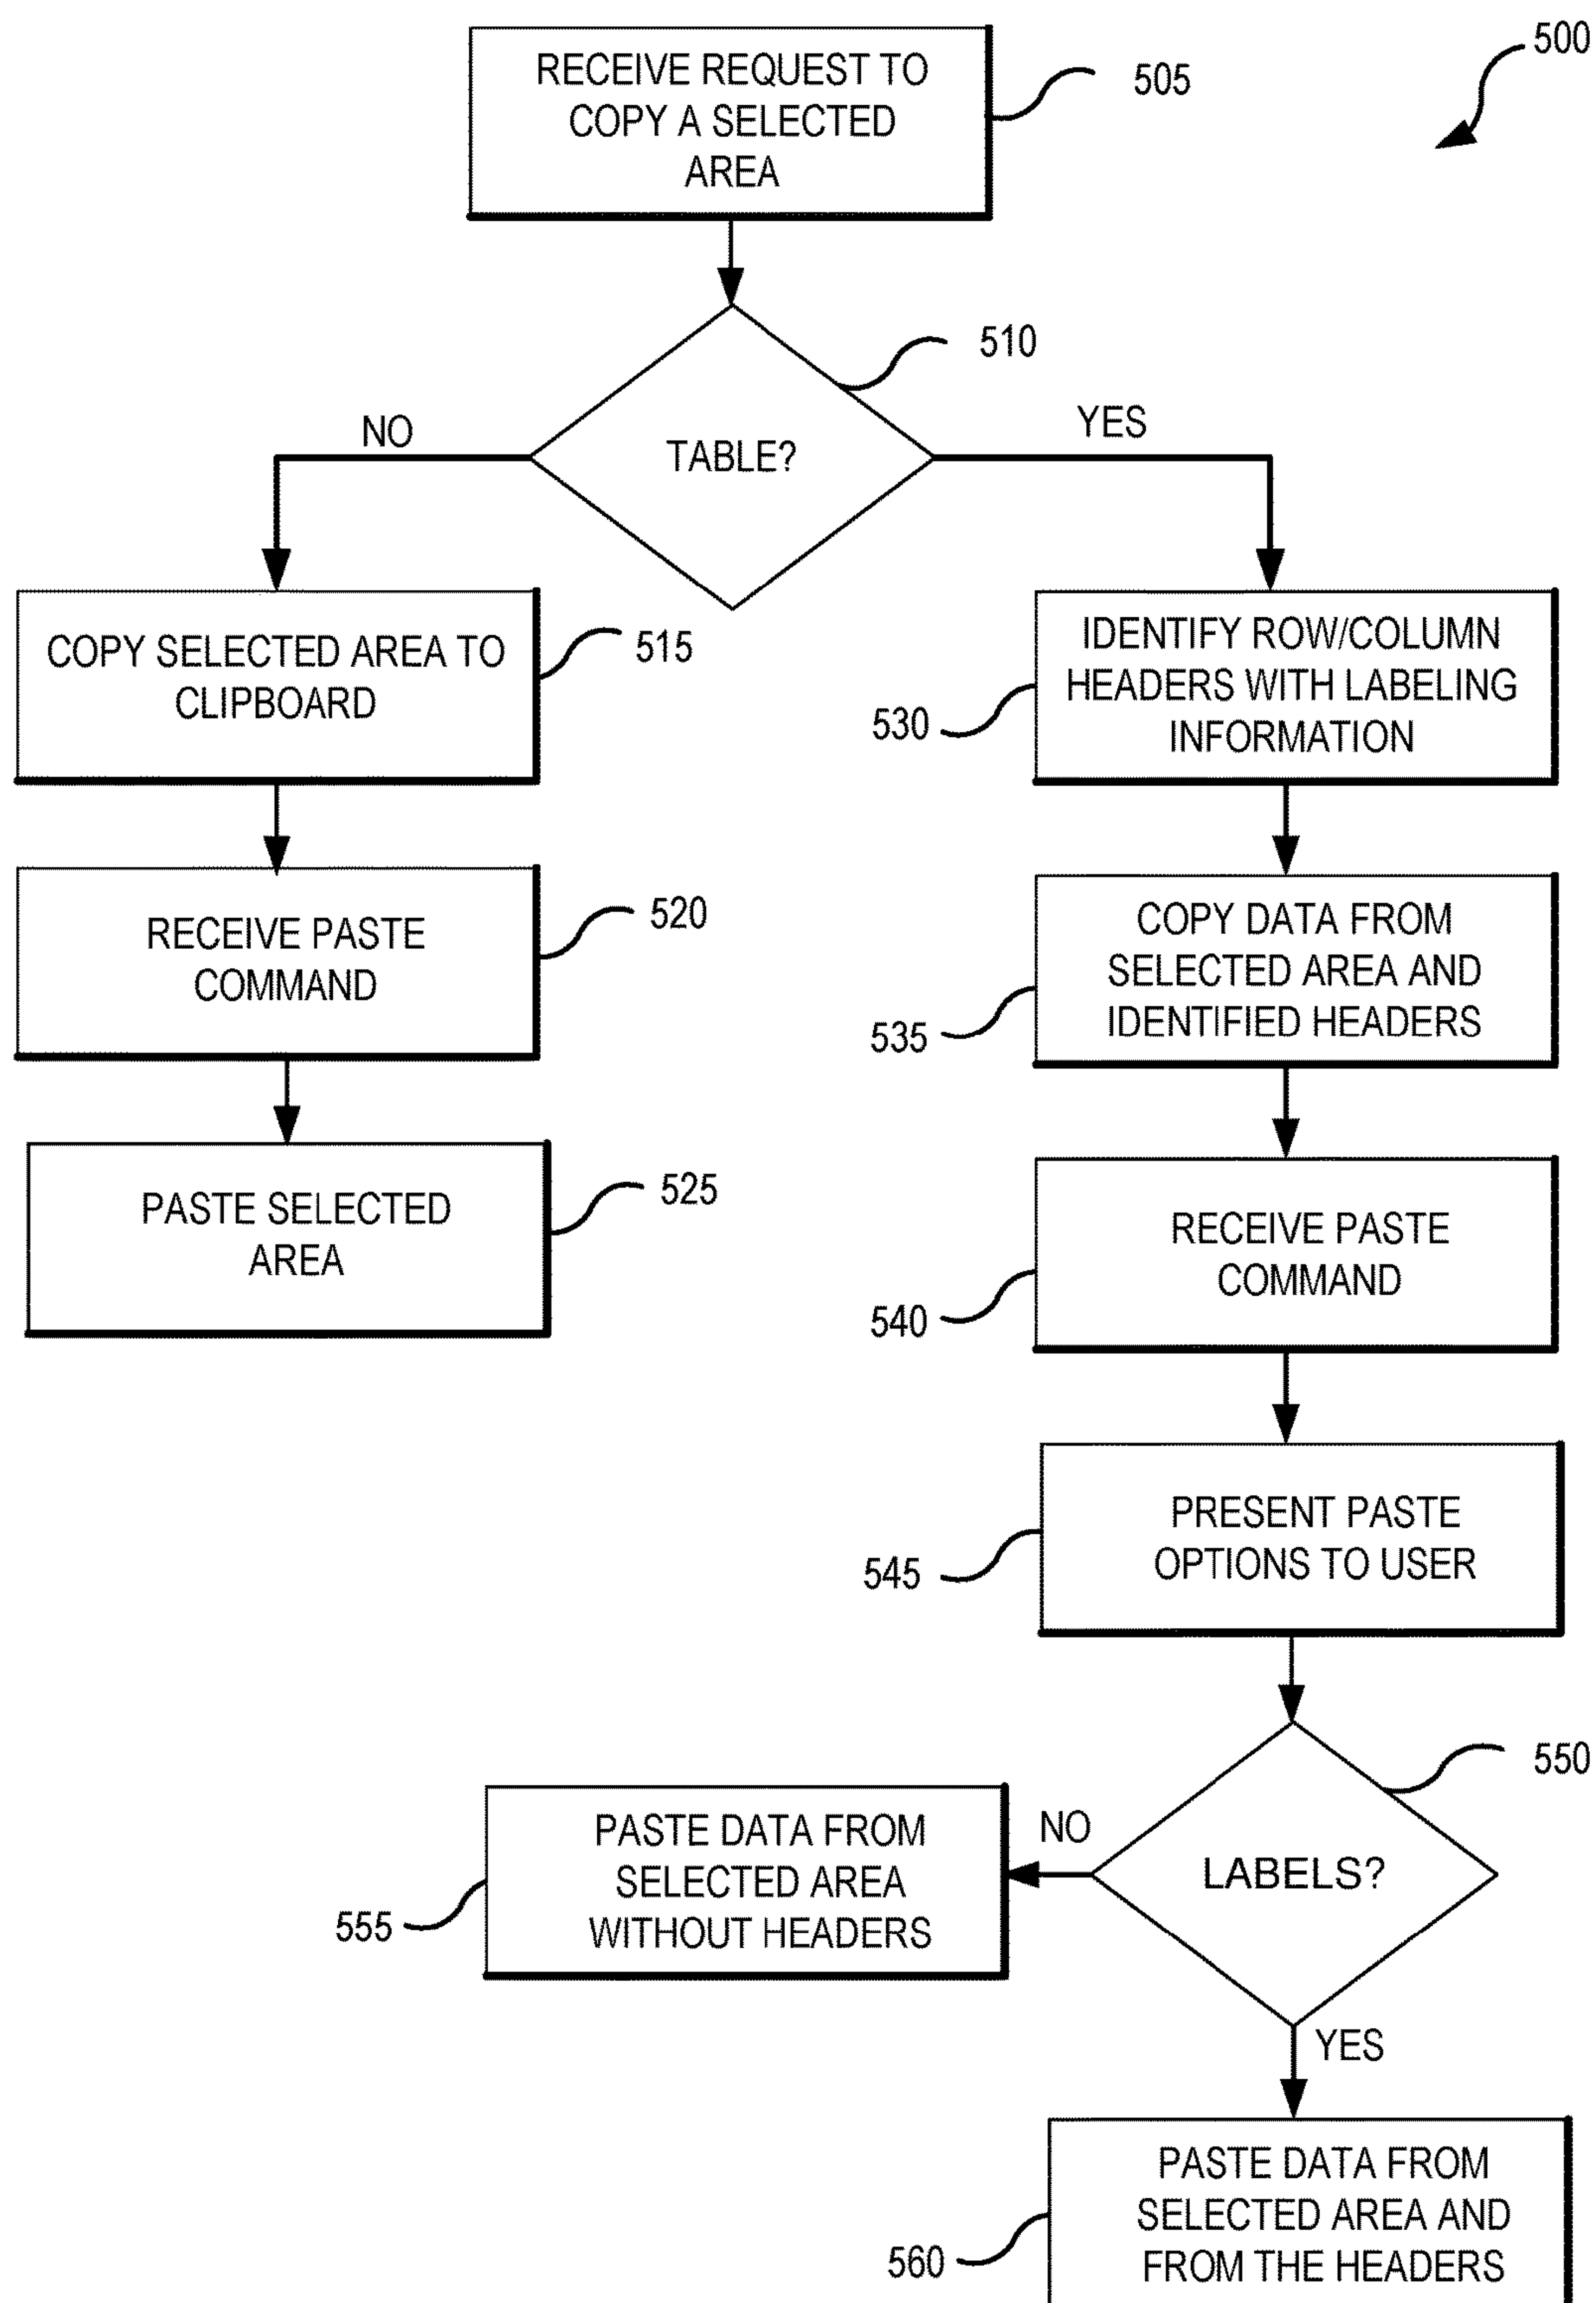 500
RECEIVE REQUEST TO
COPY A SELECTED
AREA
505
510
TABLE?
NO
YES
COPY SELECTED AREA TO
CLIPBOARD
515
RECEIVE PASTE
COMMAND
520
PASTE SELECTED
AREA
525
IDENTIFY ROW/COLUMN
HEADERS WITH LABELING
INFORMATION
530
COPY DATA FROM
SELECTED AREA AND
IDENTIFIED HEADERS
535
RECEIVE PASTE
COMMAND
540
PRESENT PASTE
OPTIONS TO USER
545
550
LABELS?
NO
PASTE DATA FROM
SELECTED AREA
WITHOUT HEADERS
555
YES
PASTE DATA FROM
SELECTED AREA AND
FROM THE HEADERS
560